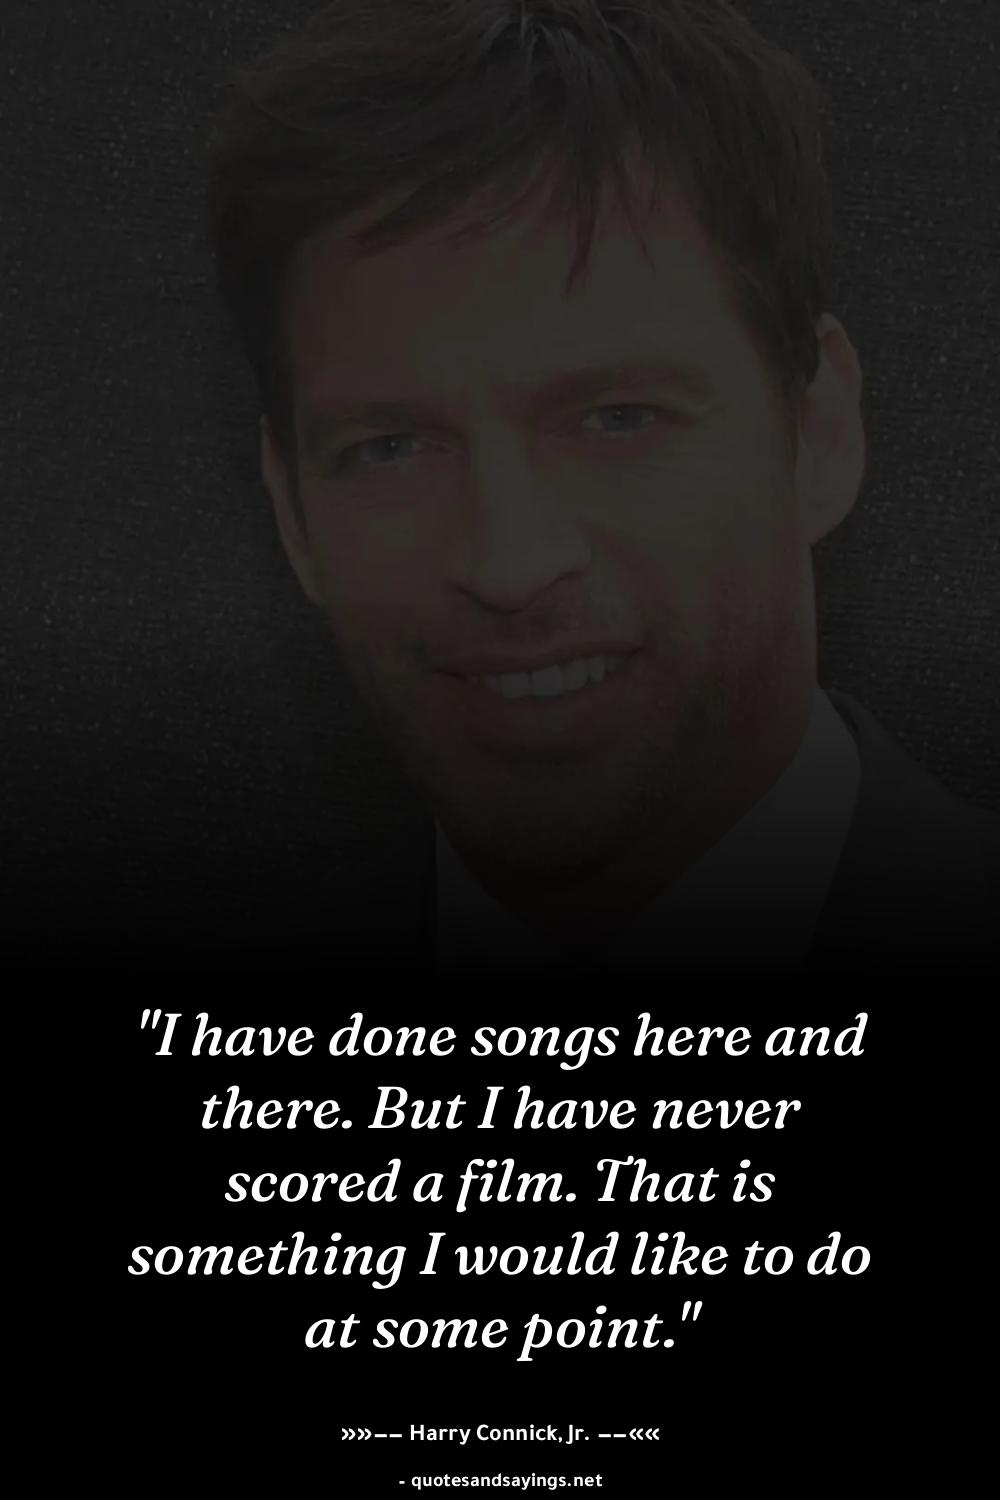 "I have done songs here and
there. But I have never
scored a film. That is
something I would like to do
at some point."
»»–– Harry Connick, Jr. ––««
- quotesandsayings.net